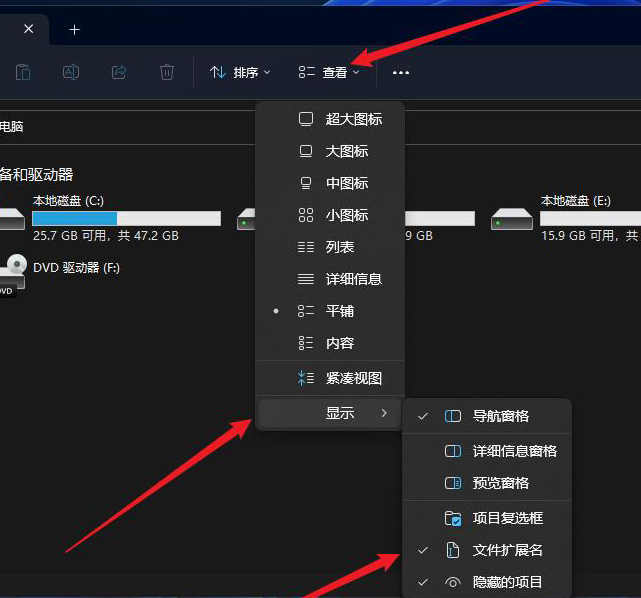 排序
查看
电脑
备和驱动器
本地磁盘 (C:)
25.7 GB 可用，共 47.2 GB
9 GB
本地磁盘 (E:)
15.9 GB 可用，共
DVD 驱动器 (F:)
DVD
超大图标
大图标
中图标
小图标
列表
详细信息
平铺
内容
紧凑视图
显示
导航窗格
详细信息窗格
预览窗格
项目复选框
文件扩展名
隐藏的项目